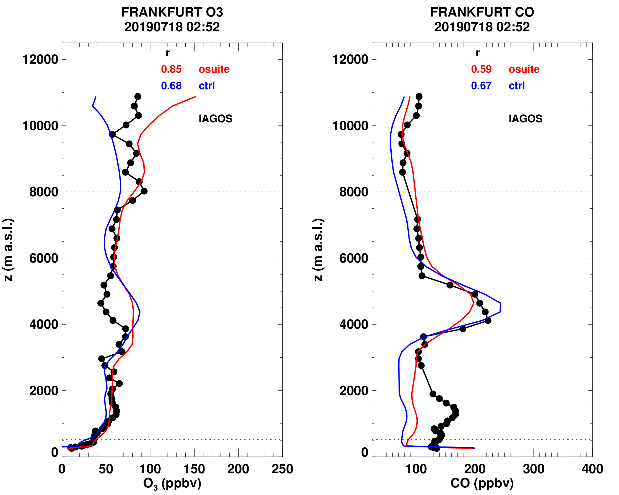 FRANKFURT O3
20190718 02:52
r
0.85 osuite
0.68 ctrl
IAGOS
z (m a.s.l.)
12000
10000
8000
6000
4000
2000
0
0 50 100 150 200 250
O3 (ppbv)
FRANKFURT CO
20190718 02:52
r
0.59 osuite
0.67 ctrl
IAGOS
z (m a.s.l.)
12000
10000
8000
6000
4000
2000
0
100 200 300 400
CO (ppbv)